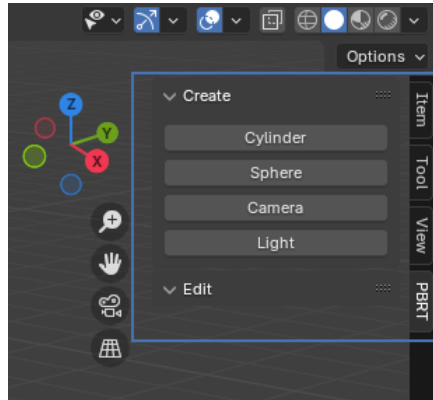 Options
Create
Cylinder
Sphere
Camera
Light
Edit
Item
Tool
View
PBRT
Z
Y
X